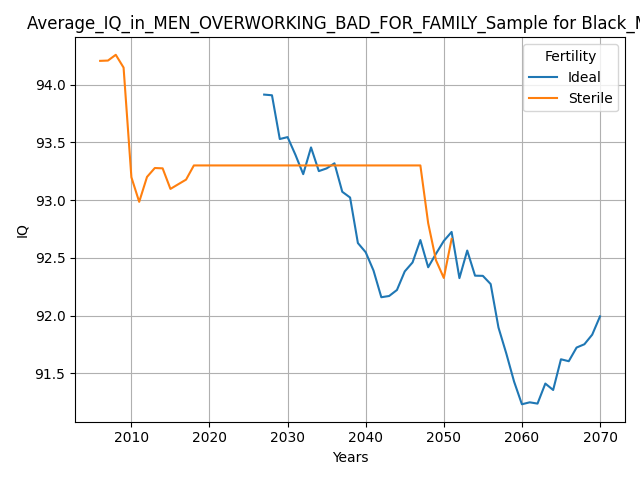 Average_IQ_in_MEN_OVERWORKING_BAD_FOR_FAMILY_Sample for Black_M
Fertility
Ideal
Sterile
94.0
93.5
93.0
92.5
92.0
91.5
IQ
2010 2020 2030 2040 2050 2060 2070
Years